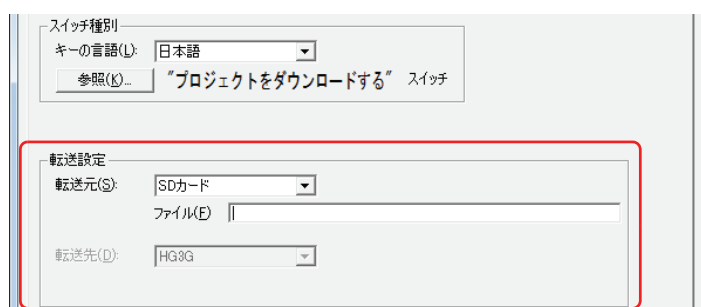 スイッチ種別
キーの言語(L): 日本語
参照(K)... "プロジェクトをダウンロードする" スイッチ
転送設定
転送元(S): SDカード
ファイル(F)
転送先(D): HG3G